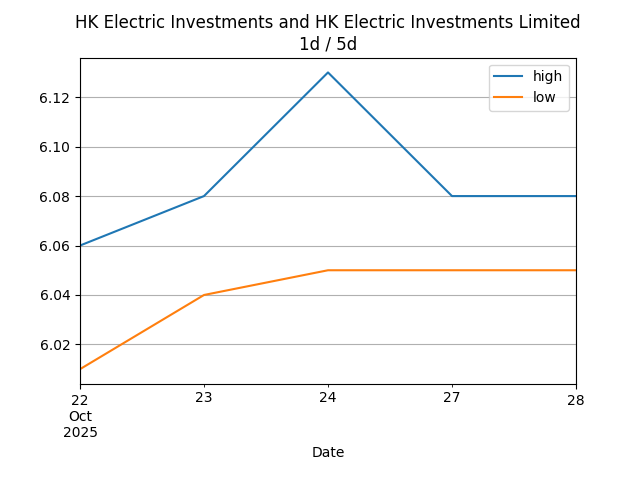 HK Electric Investments and HK Electric Investments Limited
1d / 5d
high
low
6.12
6.10
6.08
6.06
6.04
6.02
22
Oct
2025
23
24
27
28
Date